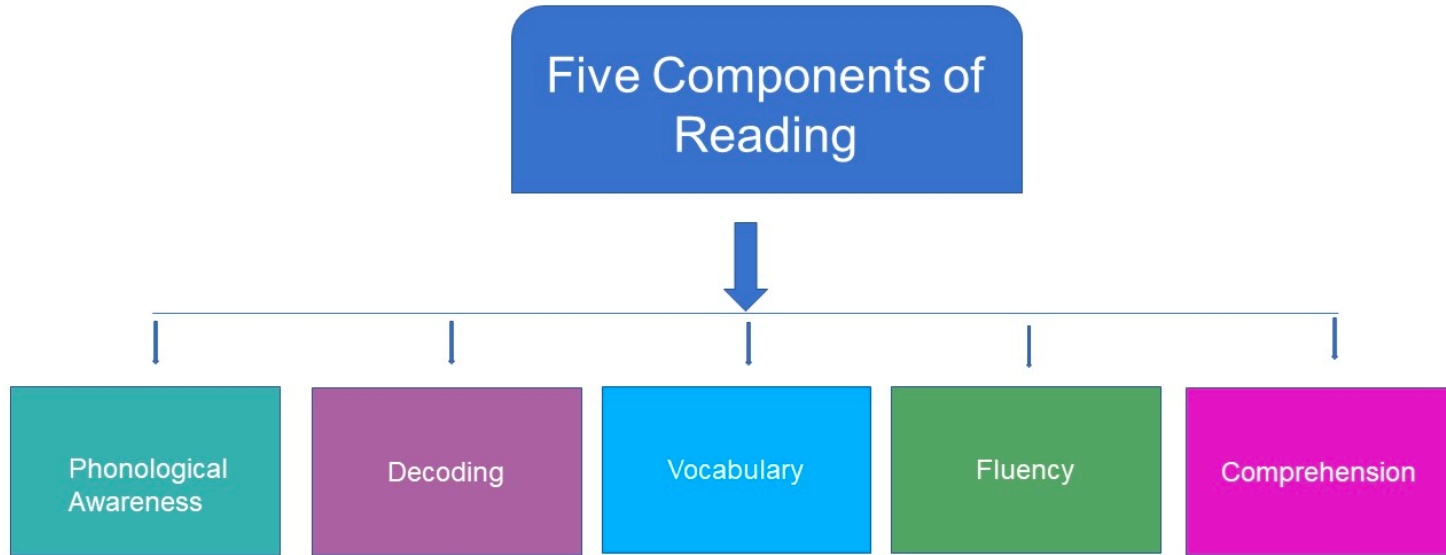 Five Components of
Reading
Phonological
Awareness
Decoding
Vocabulary
Fluency
Comprehension